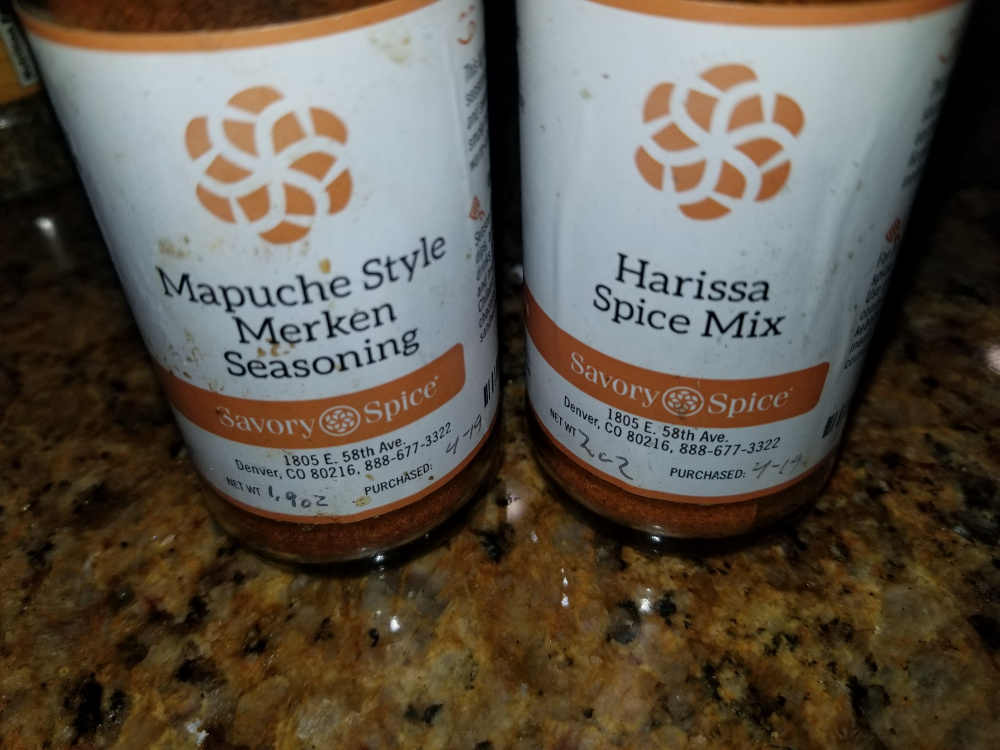 Mapuche Style
Merken
Seasoning
Savory Spice
1805 E. 58th Ave.
Denver, CO 80216, 888-677-3322
NET WT 1.9oz PURCHASED: 4-19
Harissa
Spice Mix
Savory Spice
1805 E. 58th Ave.
Denver, CO 80216, 888-677-3322
NET WT 2oz PURCHASED: 4-19